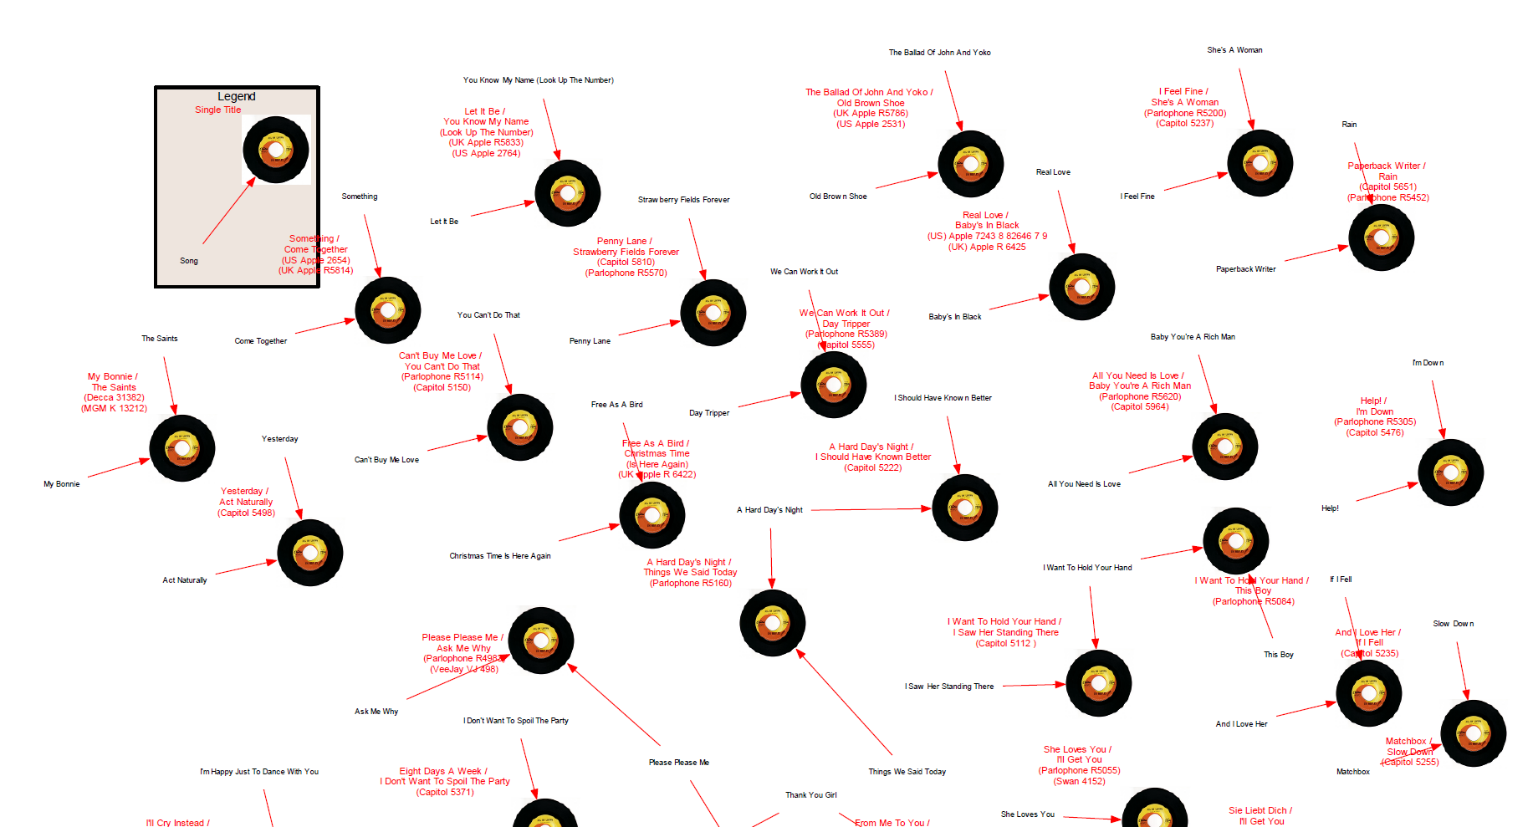 The Ballad Of John And Yoko
She's A Woman
You Know My Name (Look Up The Number)
Legend
Single Title
Song
Let It Be /
You Know My Name
(Look Up The Number)
(UK Apple R5833)
(US Apple 2764)
Let It Be
The Ballad Of John And Yoko /
Old Brown Shoe
(UK Apple R5786)
(US Apple 2531)
Old Brown Shoe
I Feel Fine /
She's A Woman
(Parlophone R5200)
(Capitol 5237)
I Feel Fine
Rain
Paperback Writer /
Rain
(Capitol 5651)
(Parlophone R5452)
Paperback Writer
Something
Something /
Come Together
(US Apple 2654)
(UK Apple R5814)
Come Together
Strawberry Fields Forever
Penny Lane /
Strawberry Fields Forever
(Capitol 5810)
(Parlophone R5570)
Penny Lane
Real Love
Real Love /
Baby's In Black
(US) Apple 7243 8 82646 7 9
(UK) Apple R 6425
Baby's In Black
We Can Work It Out
We Can Work It Out /
Day Tripper
(Parlophone R5389)
(Capitol 5555)
Day Tripper
The Saints
My Bonnie /
The Saints
(Decca 31382)
(MGM K 13212)
My Bonnie
You Can't Do That
Can't Buy Me Love /
You Can't Do That
(Parlophone R5114)
(Capitol 5150)
Can't Buy Me Love
Baby You're A Rich Man
All You Need Is Love /
Baby You're A Rich Man
(Parlophone R5620)
(Capitol 5964)
All You Need Is Love
I'm Down
Help! /
I'm Down
(Parlophone R5305)
(Capitol 5476)
Help!
Yesterday
Yesterday /
Act Naturally
(Capitol 5498)
Act Naturally
Free As A Bird
Free As A Bird /
Christmas Time
(Is Here Again)
(UK Apple R 6422)
Christmas Time Is Here Again
I Should Have Known Better
A Hard Day's Night /
I Should Have Known Better
(Capitol 5222)
A Hard Day's Night
A Hard Day's Night /
Things We Said Today
(Parlophone R5160)
Things We Said Today
I Want To Hold Your Hand
I Want To Hold Your Hand /
This Boy
(Parlophone R5084)
This Boy
I Want To Hold Your Hand /
I Saw Her Standing There
(Capitol 5112 )
I Saw Her Standing There
If I Fell
And I Love Her /
If I Fell
(Capitol 5235)
And I Love Her
Slow Down
Matchbox /
Slow Down
(Capitol 5255)
Matchbox
Please Please Me /
Ask Me Why
(Parlophone R4983)
(VeeJay VJ 498)
Ask Me Why
Please Please Me
I Don't Want To Spoil The Party
Eight Days A Week /
I Don't Want To Spoil The Party
(Capitol 5371)
I'm Happy Just To Dance With You
I'll Cry Instead /
Thank You Girl
From Me To You /
She Loves You /
I'll Get You
(Parlophone R5055)
(Swan 4152)
She Loves You
Sie Liebt Dich /
I'll Get You